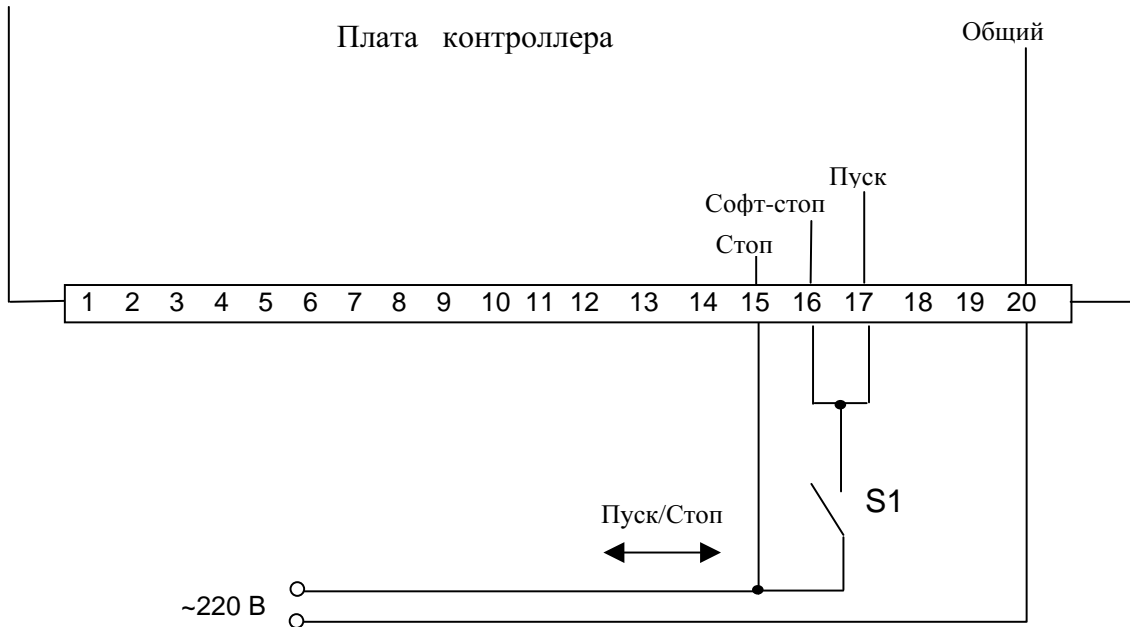 Плата контроллера
Общий
Пуск
Софт-стоп
Стоп
1 2 3 4 5 6 7 8 9 10 11 12 13 14 15 16 17 18 19 20
S1
Пуск/Стоп
~220 В